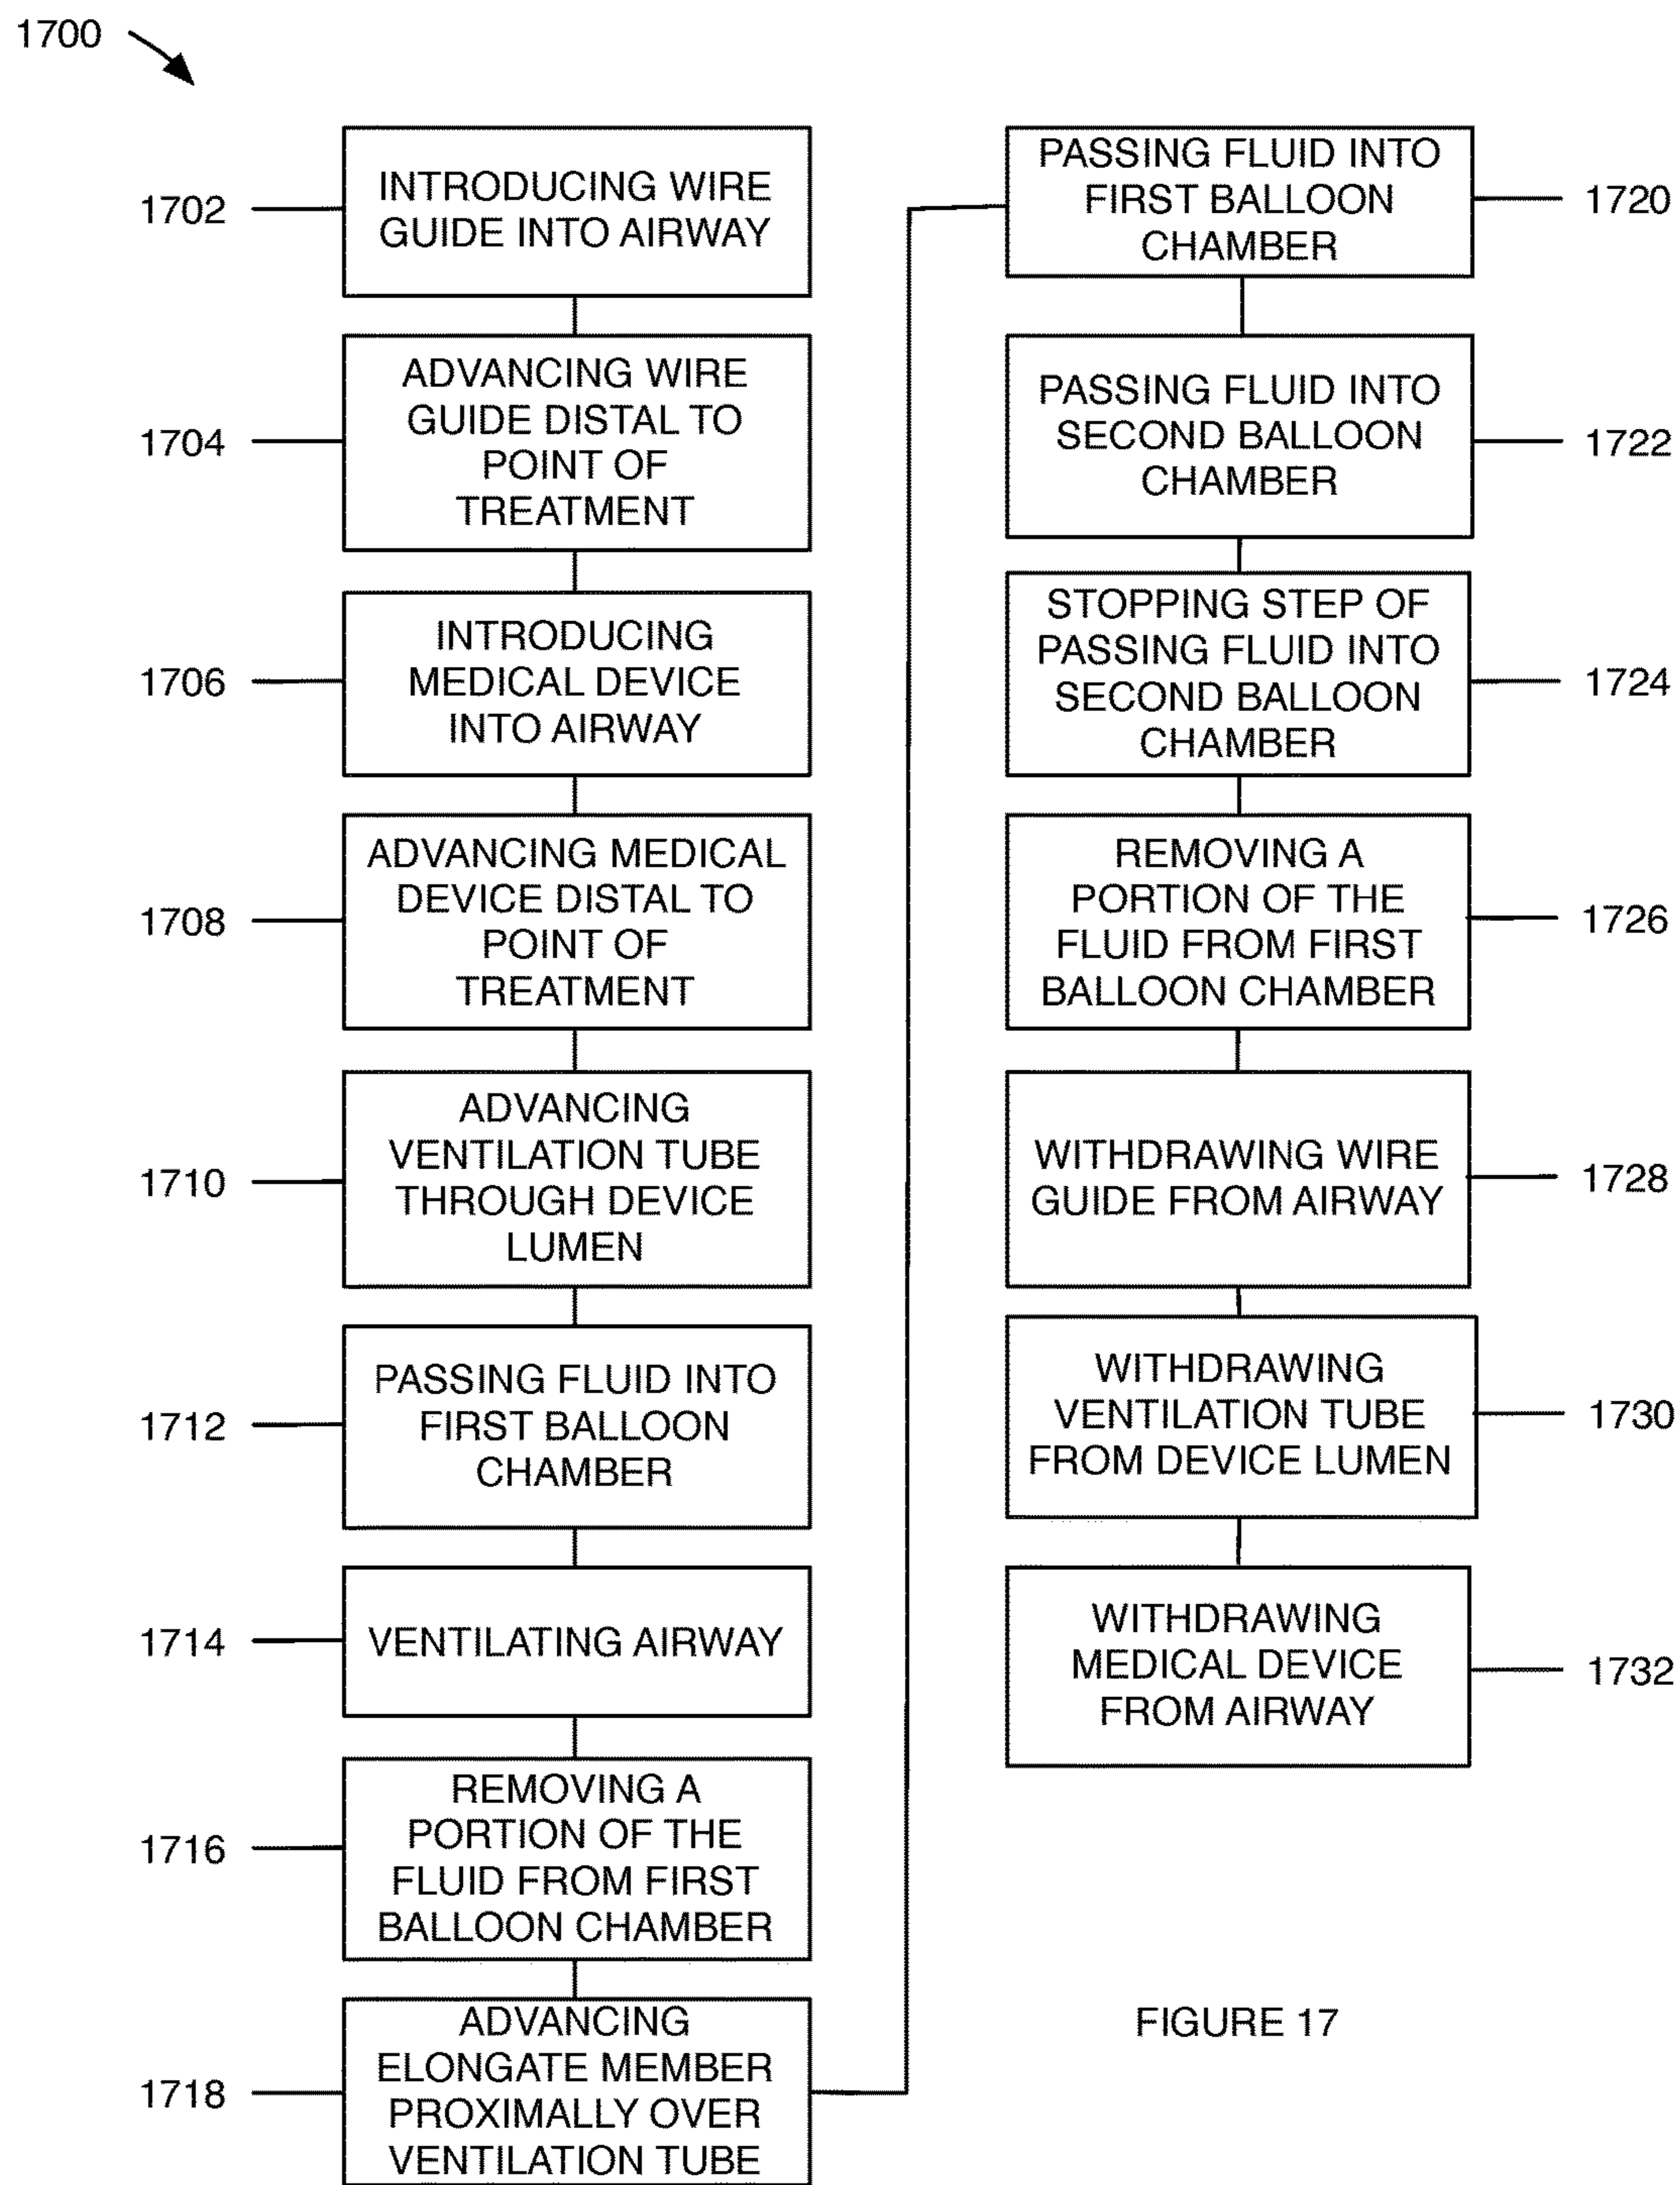 1700
1702
INTRODUCING WIRE
GUIDE INTO AIRWAY
1704
ADVANCING WIRE
GUIDE DISTAL TO
POINT OF
TREATMENT
1706
INTRODUCING
MEDICAL DEVICE
INTO AIRWAY
1708
ADVANCING MEDICAL
DEVICE DISTAL TO
POINT OF
TREATMENT
1710
ADVANCING
VENTILATION TUBE
THROUGH DEVICE
LUMEN
1712
PASSING FLUID INTO
FIRST BALLOON
CHAMBER
1714
VENTILATING AIRWAY
1716
REMOVING A
PORTION OF THE
FLUID FROM FIRST
BALLOON CHAMBER
1718
ADVANCING
ELONGATE MEMBER
PROXIMALLY OVER
VENTILATION TUBE
PASSING FLUID INTO
FIRST BALLOON
CHAMBER
1720
PASSING FLUID INTO
SECOND BALLOON
CHAMBER
1722
STOPPING STEP OF
PASSING FLUID INTO
SECOND BALLOON
CHAMBER
1724
REMOVING A
PORTION OF THE
FLUID FROM FIRST
BALLOON CHAMBER
1726
WITHDRAWING WIRE
GUIDE FROM AIRWAY
1728
WITHDRAWING
VENTILATION TUBE
FROM DEVICE LUMEN
1730
WITHDRAWING
MEDICAL DEVICE
FROM AIRWAY
1732
FIGURE 17